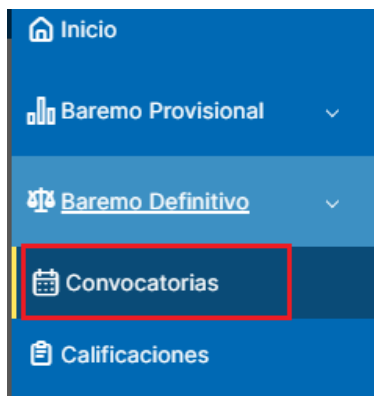 Inicio
Baremo Provisional
Baremo Definitivo
Convocatorias
Calificaciones